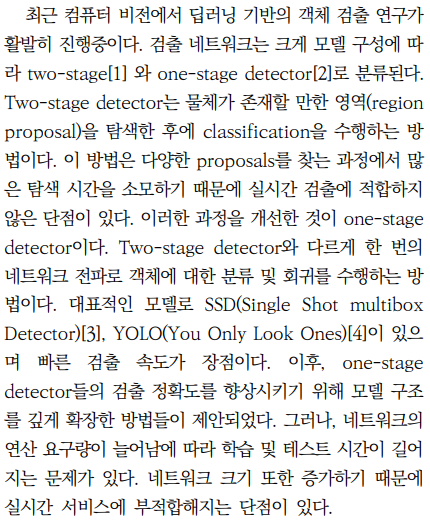 최근 컴퓨터 비전에서 딥러닝 기반의 객체 검출 연구가
활발히 진행중이다. 검출 네트워크는 크게 모델 구성에 따
라 two-stage[1] 와 one-stage detector[2]로 분류된다.
Two-stage detector는 물체가 존재할 만한 영역(region
proposal)을 탐색한 후에 classification을 수행하는 방
법이다. 이 방법은 다양한 proposals를 찾는 과정에서 많
은 탐색 시간을 소모하기 때문에 실시간 검출에 적합하지
않은 단점이 있다. 이러한 과정을 개선한 것이 one-stage
detector이다. Two-stage detector와 다르게 한 번의
네트워크 전파로 객체에 대한 분류 및 회귀를 수행하는 방
법이다. 대표적인 모델로 SSD(Single Shot multibox
Detector)[3], YOLO(You Only Look Ones)[4]이 있으
며 빠른 검출 속도가 장점이다. 이후, one-stage
detector들의 검출 정확도를 향상시키기 위해 모델 구조
를 깊게 확장한 방법들이 제안되었다. 그러나, 네트워크의
연산 요구량이 늘어남에 따라 학습 및 테스트 시간이 길어
지는 문제가 있다. 네트워크 크기 또한 증가하기 때문에
실시간 서비스에 부적합해지는 단점이 있다.